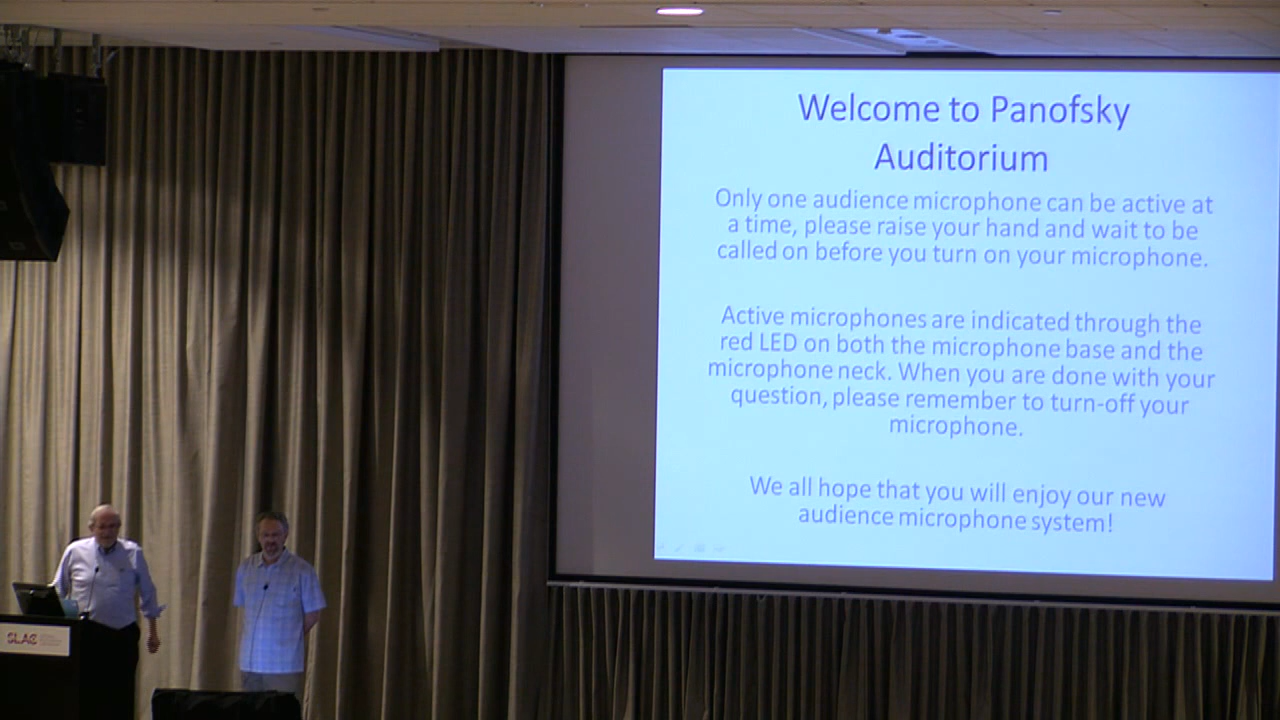 Welcome to Panofsky
Auditorium
Only one audience microphone can be active at
a time, please raise your hand and wait to be
called on before you turn on your microphone.
Active microphones are indicated through the
red LED on both the microphone base and the
microphone neck. When you are done with your
question, please remember to turn-off your
microphone.
We all hope that you will enjoy our new
audience microphone system!
SLAC